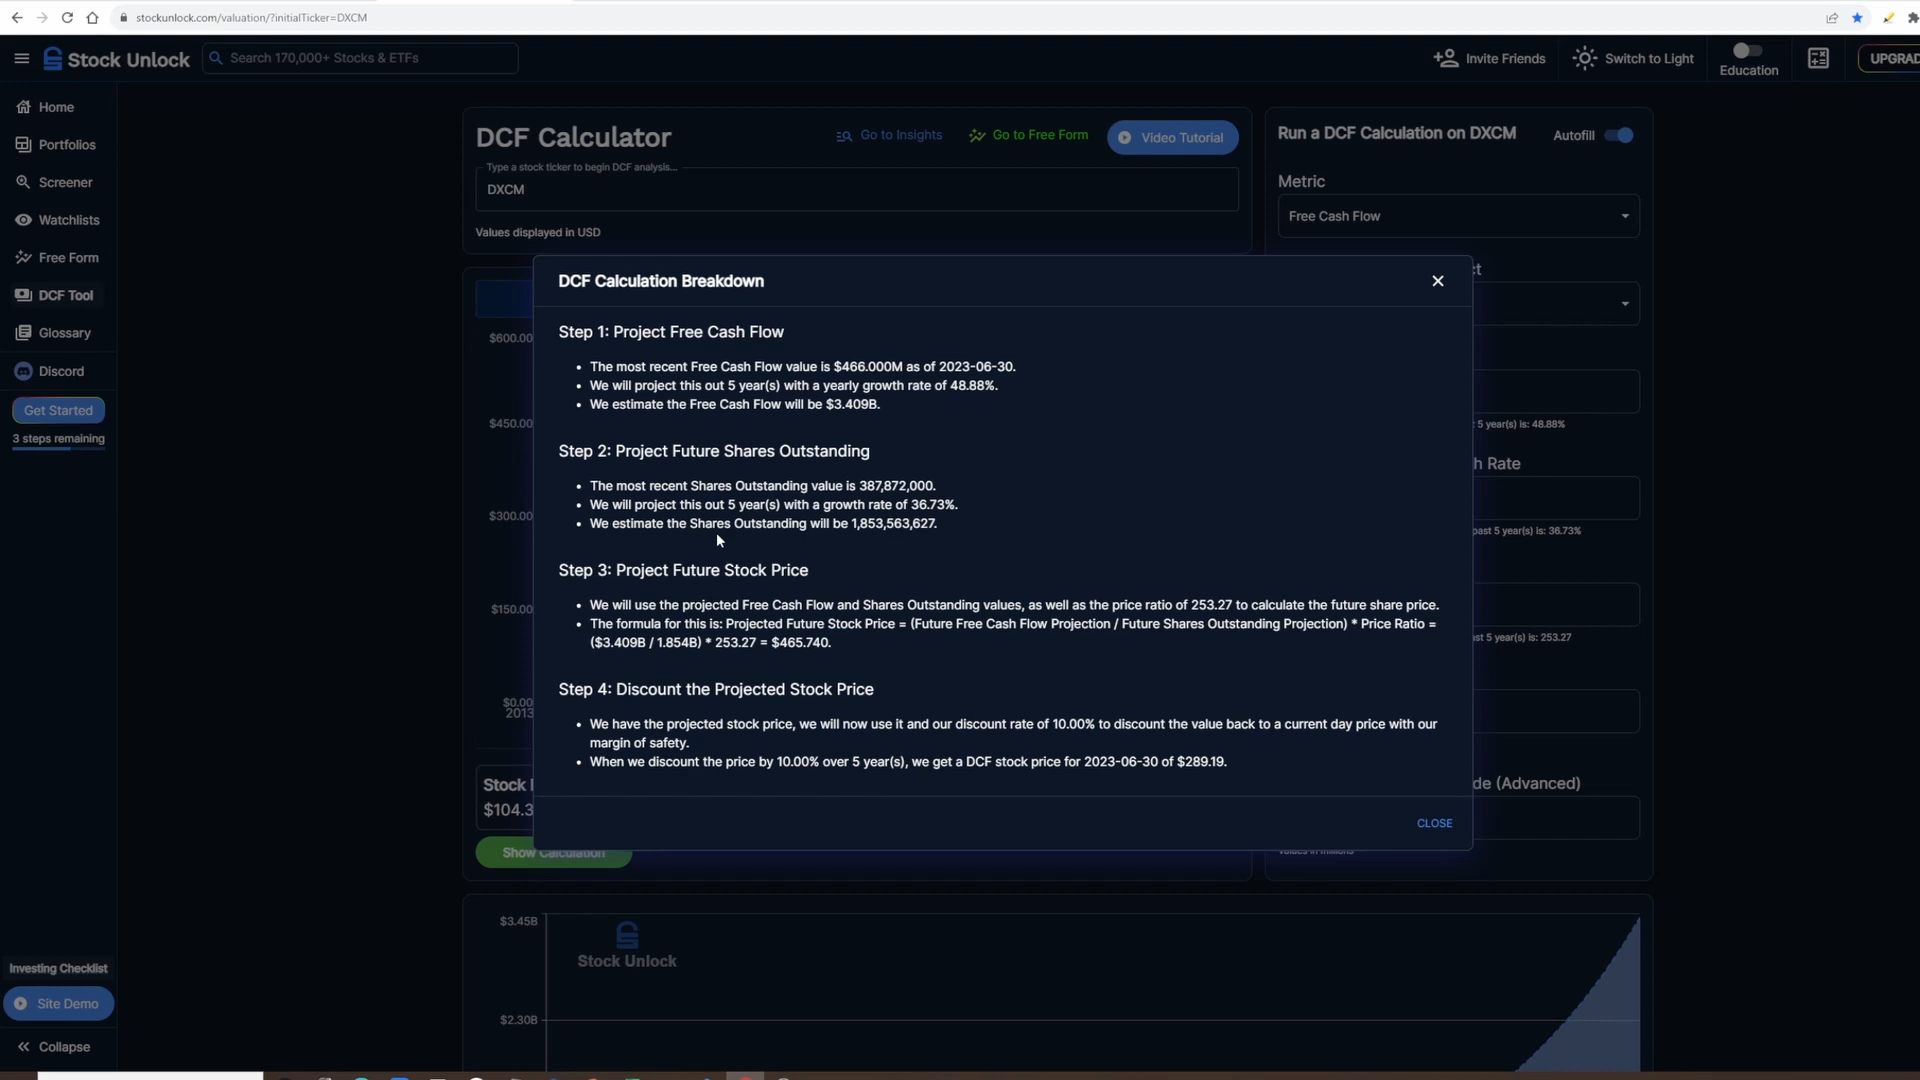 stockunlock.com/valuation/?initialTicker=DXCM
Stock Unlock
Search 170,000+ Stocks & ETFs
Invite Friends
Switch to Light
Education
Home
Portfolios
Screener
Watchlists
Free Form
DCF Tool
Glossary
Discord
Get Started
3 steps remaining
Investing Checklist
Site Demo
Collapse
DCF Calculator
Go to Insights
Go to Free Form
Video Tutorial
Type a stock ticker to begin DCF analysis...
DXCM
Values displayed in USD
Run a DCF Calculation on DXCM
Autofill
Metric
Free Cash Flow
DCF Calculation Breakdown
Step 1: Project Free Cash Flow
• The most recent Free Cash Flow value is $466.000M as of 2023-06-30.
• We will project this out 5 year(s) with a yearly growth rate of 48.88%.
• We estimate the Free Cash Flow will be $3.409B.
Step 2: Project Future Shares Outstanding
• The most recent Shares Outstanding value is 387,872,000.
• We will project this out 5 year(s) with a growth rate of 36.73%.
• We estimate the Shares Outstanding will be 1,853,563,627.
Step 3: Project Future Stock Price
• We will use the projected Free Cash Flow and Shares Outstanding values, as well as the price ratio of 253.27 to calculate the future share price.
• The formula for this is: Projected Future Stock Price = (Future Free Cash Flow Projection / Future Shares Outstanding Projection) * Price Ratio =
($3.409B / 1.854B) * 253.27 = $465.740.
Step 4: Discount the Projected Stock Price
• We have the projected stock price, we will now use it and our discount rate of 10.00% to discount the value back to a current day price with our
margin of safety.
• When we discount the price by 10.00% over 5 year(s), we get a DCF stock price for 2023-06-30 of $289.19.
CLOSE
$600.00
$450.00
$300.00
$150.00
$0.00
2013
Stock
$104.3
Show Calculation
5 year(s) is: 48.88%
h Rate
past 5 year(s) is: 36.73%
st 5 year(s) is: 253.27
de (Advanced)
$3.45B
Stock Unlock
$2.30B